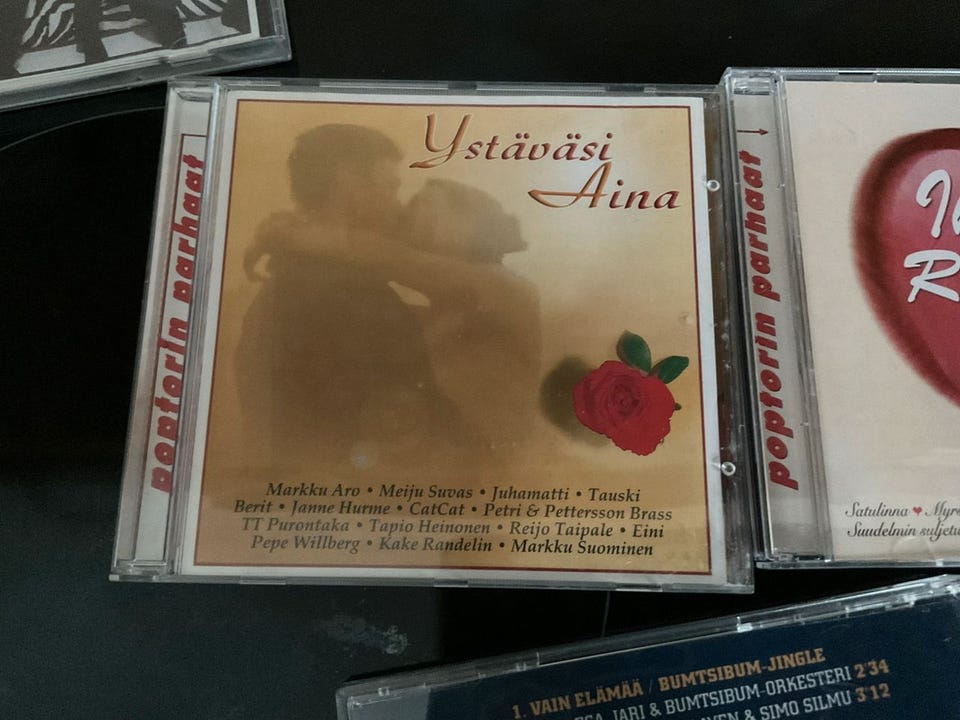 poptorin parhaat
Ystäväsi
Aina
Markku Aro • Meiju Suvas • Juhamatti • Tauski
Berit • Janne Hurme • CatCat • Petri & Pettersson Brass
TT Purontaka • Tapio Heinonen • Reijo Taipale • Eini
Pepe Willberg • Kake Randelin • Markku Suominen
poptorin parhaat
Satulinna ♥
Suudelmin
1. VAIN ELÄMÄÄ / BUMTSIBUM-JINGLE
JARI & BUMTSIBUM-ORKESTERI 2'34
& SIMO SILMU 3'12